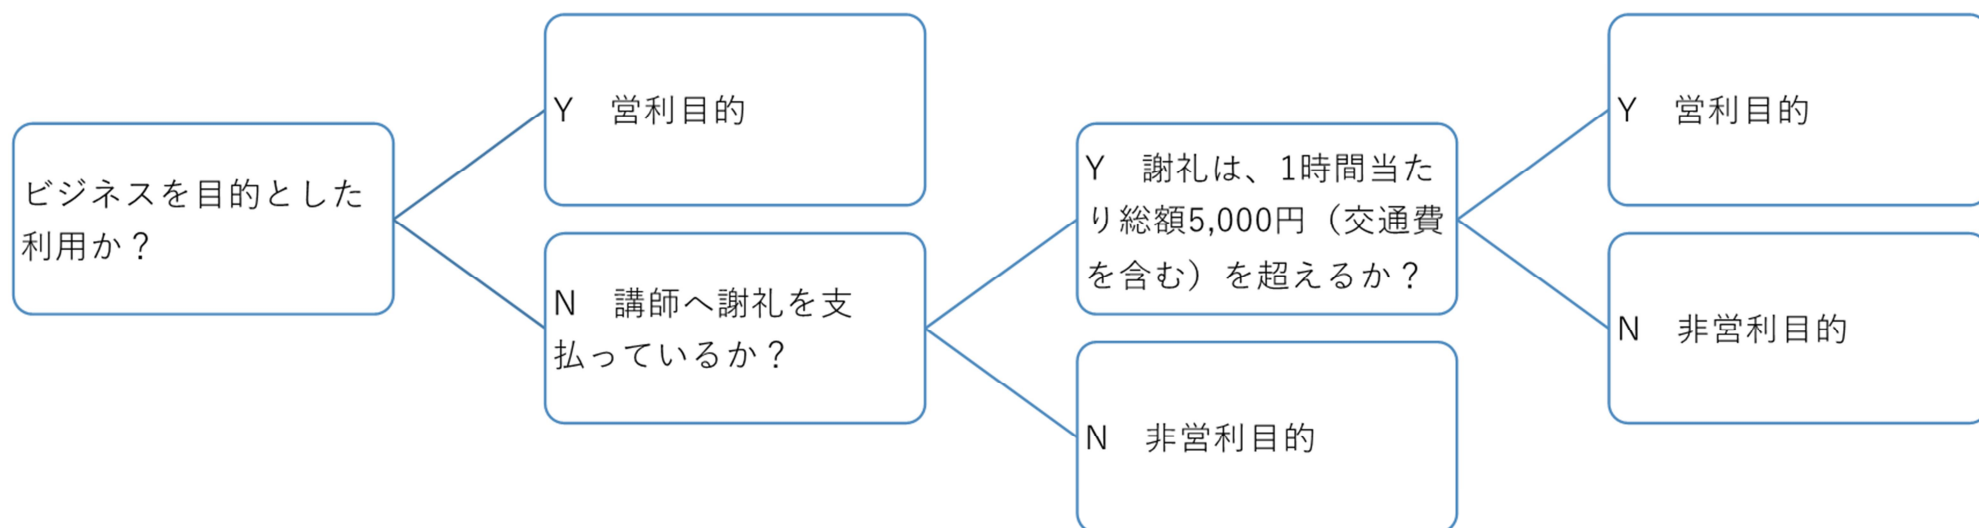 ビジネスを目的とした
利用か？
Y　営利目的
N　講師へ謝礼を支
払っているか？
Y　謝礼は、1時間当た
り総額5,000円（交通費
を含む）を超えるか？
N　非営利目的
Y　営利目的
N　非営利目的